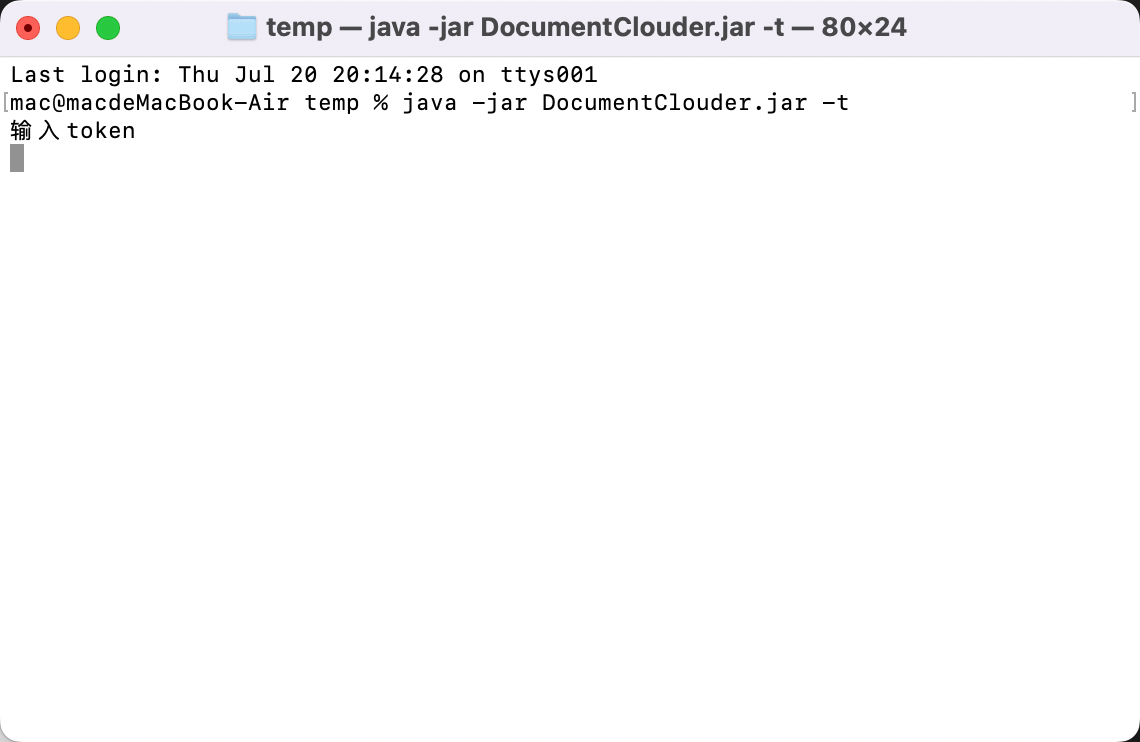 temp — java -jar DocumentClouder.jar -t — 80×24
Last login: Thu Jul 20 20:14:28 on ttys001
[mac@macdeMacBook-Air temp % java -jar DocumentClouder.jar -t ]
输入token